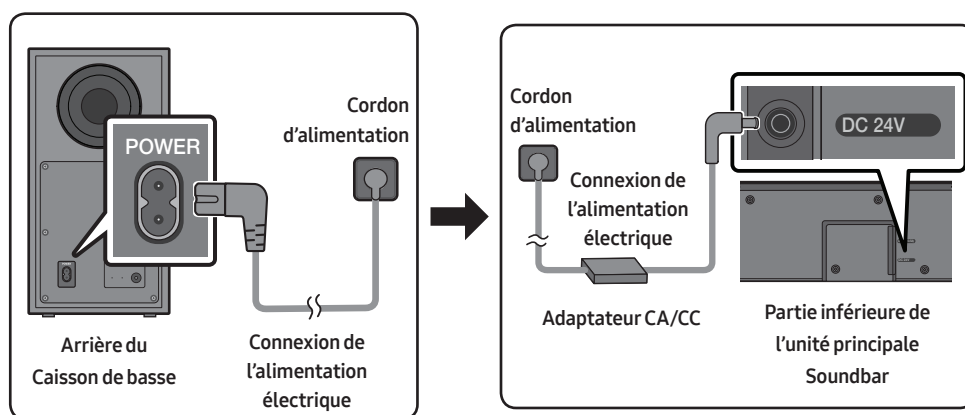 POWER
Cordon
d’alimentation
Arrière du
Caisson de basse
Connexion de
l’alimentation
électrique
Cordon
d’alimentation
DC 24V
Connexion de
l’alimentation
électrique
Adaptateur CA/CC
Partie inférieure de
l’unité principale
Soundbar